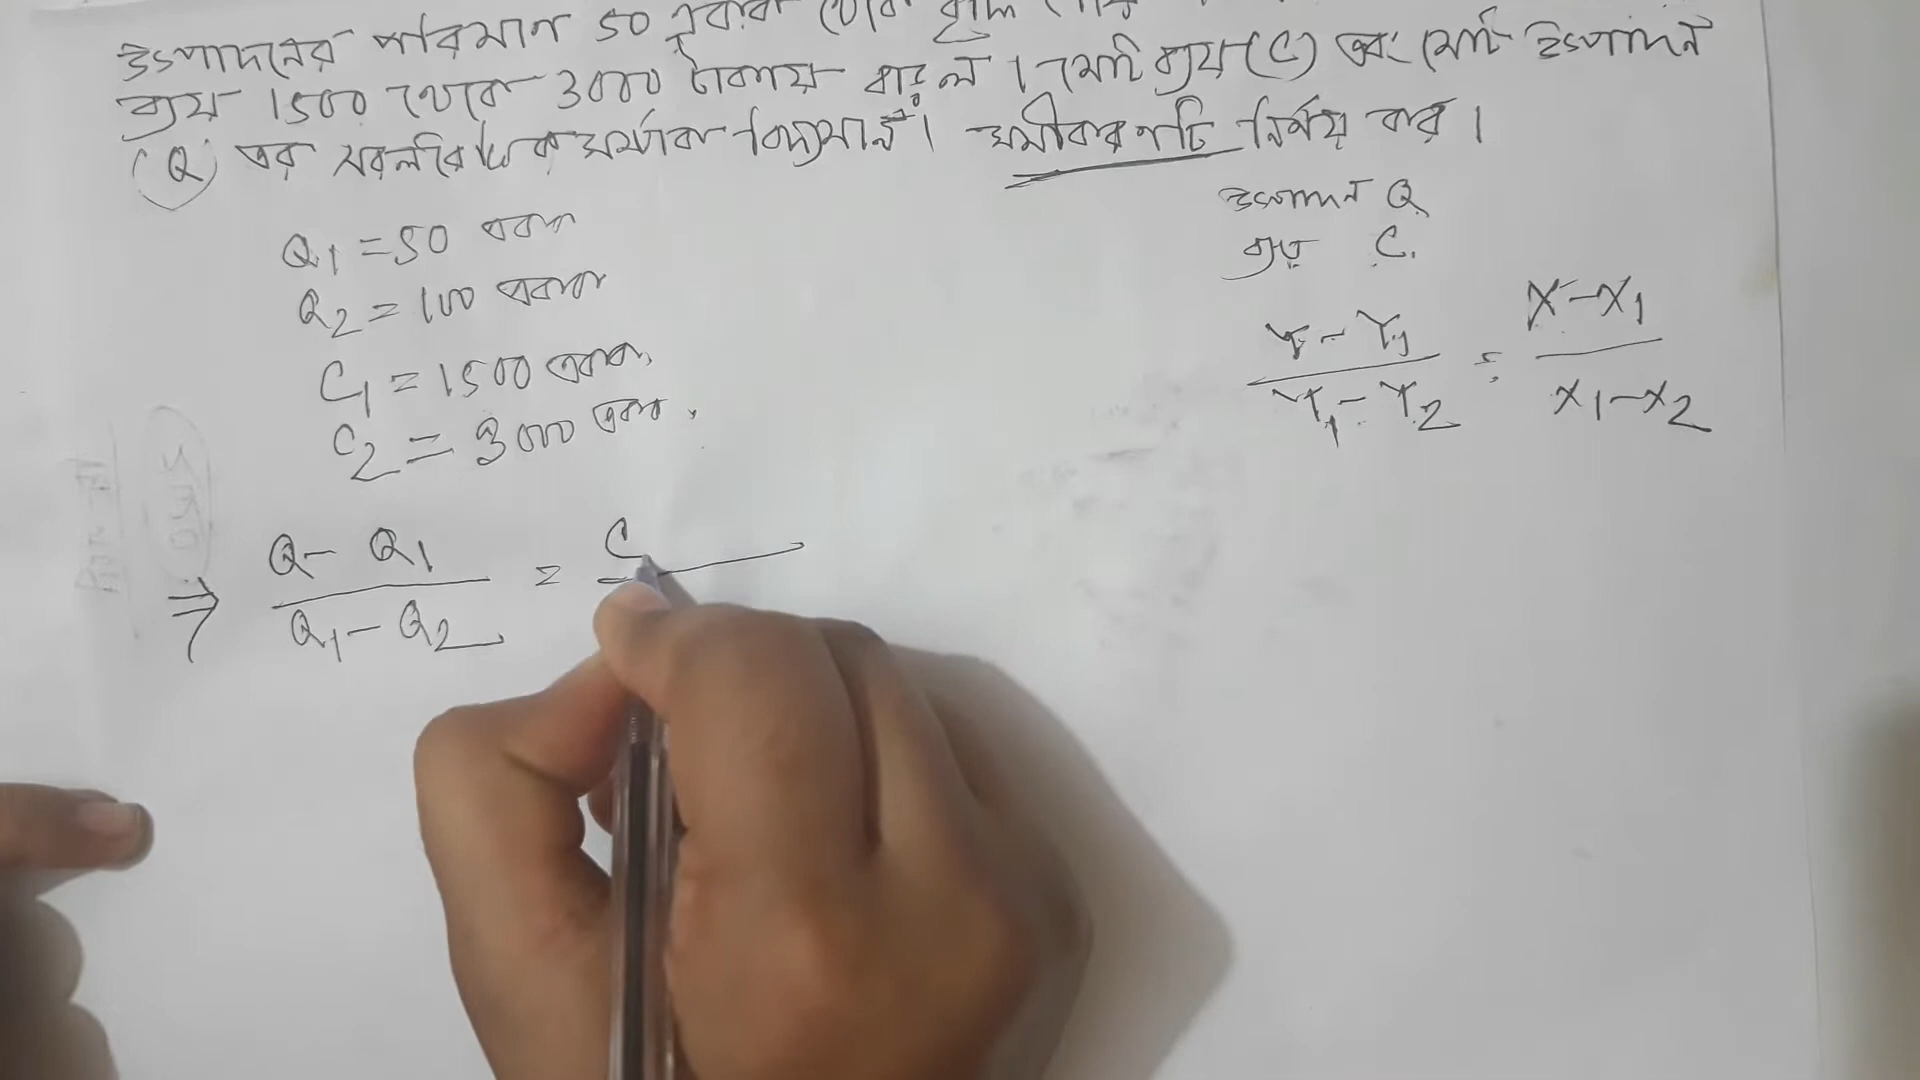 উৎপাদনের পরিমান 50 একক থেকে বৃদ্ধি
ব্যয় 1500 থেকে 3000 টাকায় বাড়ল। মোট ব্যয় (C) এবং মোট উৎপাদন
(Q) এর সরলরৈখিক সম্পর্ক বিদ্যমান। সমীকরণটি নির্ণয় কর।
উৎপাদন Q
ব্যয় C.
Q1 = 50 একক
Q2 = 100 একক
C1 = 1500 একক,
C2 = 3000 একক,
Y - Y1 / Y1 - Y2 = X - X1 / X1 - X2
⇒ Q - Q1 / Q1 - Q2 = C